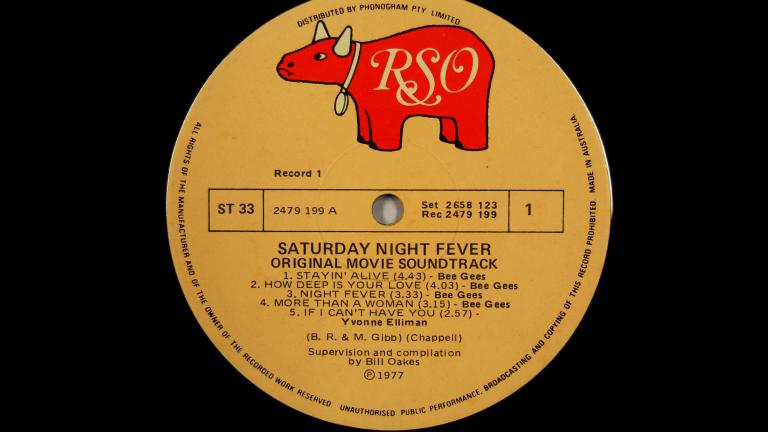 DISTRIBUTED BY PHONOGRAM PTY. LIMITED
RSO
Record 1
ST 33
2479 199 A
Set 2658 123
Rec 2479 199
1
SATURDAY NIGHT FEVER
ORIGINAL MOVIE SOUNDTRACK
1. STAYIN' ALIVE (4.43) - Bee Gees
2. HOW DEEP IS YOUR LOVE (4.03) - Bee Gees
3. NIGHT FEVER (3.33) - Bee Gees
4. MORE THAN A WOMAN (3.15) - Bee Gees
5. IF I CAN'T HAVE YOU (2.57) -
Yvonne Elliman
(B. R. & M. Gibb) (Chappell)
Supervision and compilation
by Bill Oakes
℗ 1977
ALL RIGHTS OF THE MANUFACTURER AND OF THE OWNER OF THE RECORDED WORK RESERVED. UNAUTHORISED PUBLIC PERFORMANCE, BROADCASTING AND COPYING OF THIS RECORD PROHIBITED. MADE IN AUSTRALIA.